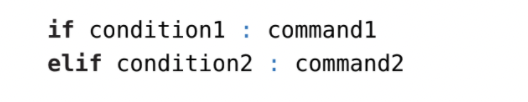 if condition1 : command1
elif condition2 : command2